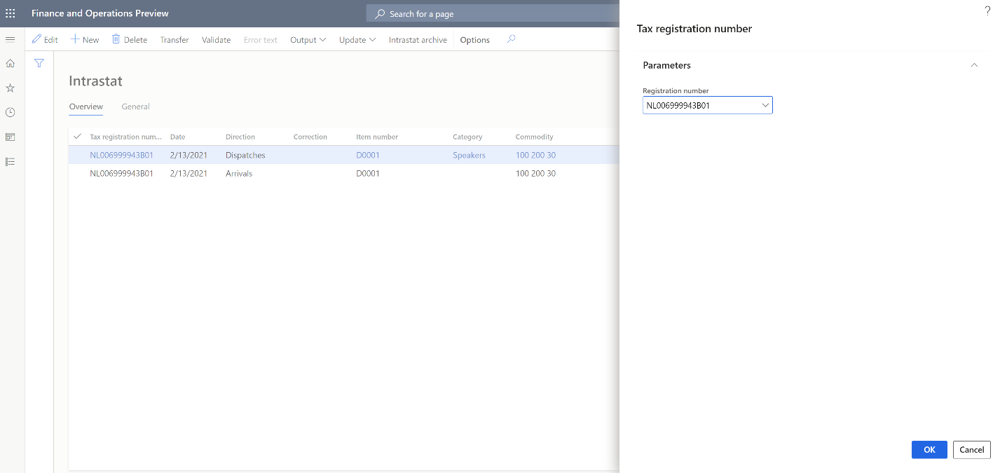 Finance and Operations Preview
Search for a page
?
Edit New Delete Transfer Validate Error text Output Update Intrastat archive Options
Intrastat
Overview General
Tax registration num... Date Direction Correction Item number Category Commodity
NL006999943B01 2/13/2021 Dispatches D0001 Speakers 100 200 30
NL006999943B01 2/13/2021 Arrivals D0001 100 200 30
Tax registration number
Parameters
Registration number
NL006999943B01
OK Cancel